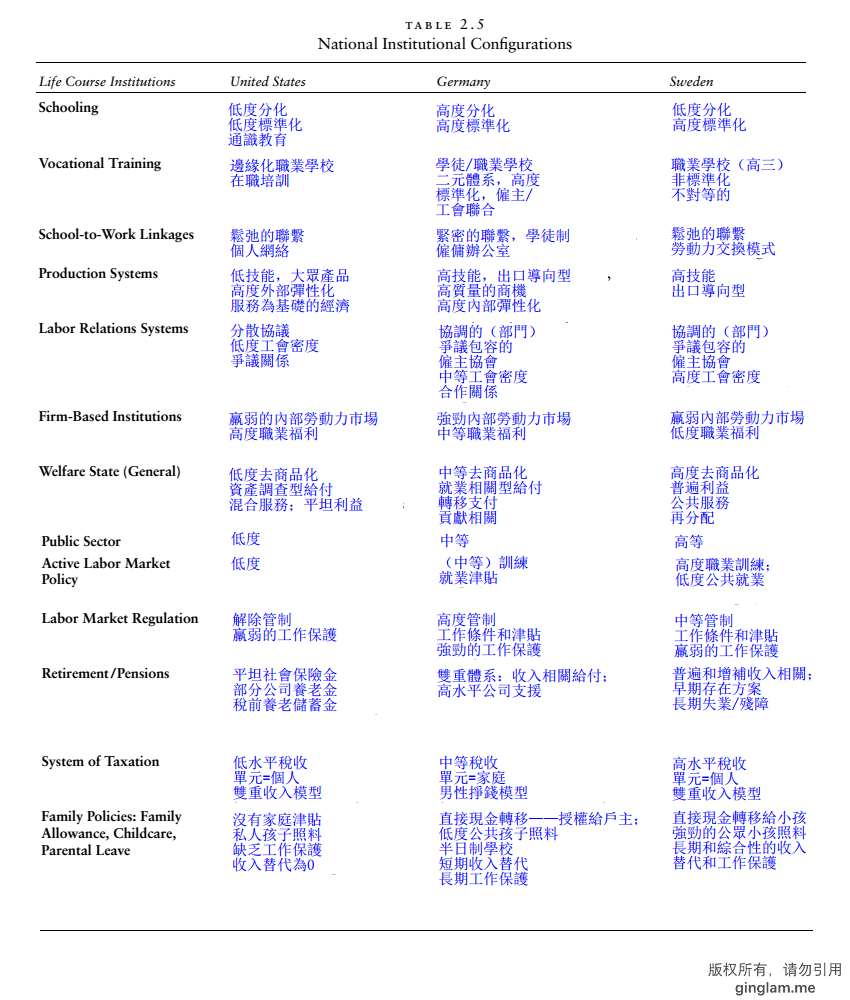 TABLE 2.5
National Institutional Configurations
Life Course Institutions United States Germany Sweden
Schooling
低度分化
低度標準化
通識教育
高度分化
高度標準化
低度分化
高度標準化
Vocational Training
邊緣化職業學校
在職培訓
學徒/職業學校
二元體系，高度
標準化，僱主/
工會聯合
職業學校（高三）
非標準化
不對等的
School-to-Work Linkages
鬆弛的聯繫
個人網絡
緊密的聯繫，學徒制
僱傭辦公室
鬆弛的聯繫
勞動力交換模式
Production Systems
低技能，大眾產品
高度外部彈性化
服務為基礎的經濟
高技能，出口導向型
高質量的商機
高度內部彈性化
高技能
出口導向型
Labor Relations Systems
分散協議
低度工會密度
爭議關係
協調的（部門）
爭議包容的
僱主協會
中等工會密度
合作關係
協調的（部門）
爭議包容的
僱主協會
高度工會密度
Firm-Based Institutions
羸弱的內部勞動力市場
高度職業福利
強勁內部勞動力市場
中等職業福利
羸弱內部勞動力市場
低度職業福利
Welfare State (General)
低度去商品化
資產調查型給付
混合服務；平坦利益
中等去商品化
就業相關型給付
轉移支付
貢獻相關
高度去商品化
普遍利益
公共服務
再分配
Public Sector
低度
中等
高等
Active Labor Market
Policy
低度
（中等）訓練
就業津貼
高度職業訓練；
低度公共就業
Labor Market Regulation
解除管制
羸弱的工作保護
高度管制
工作條件和津貼
強勁的工作保護
中等管制
工作條件和津貼
羸弱的工作保護
Retirement/Pensions
平坦社會保險金
部分公司養老金
稅前養老儲蓄金
雙重體系：收入相關給付；
高水平公司支援
普遍和增補收入相關；
早期存在方案
長期失業/殘障
System of Taxation
低水平稅收
單元=個人
雙重收入模型
中等稅收
單元=家庭
男性掙錢模型
高水平稅收
單元=個人
雙重收入模型
Family Policies: Family
Allowance, Childcare,
Parental Leave
沒有家庭津貼
私人孩子照料
缺乏工作保護
收入替代為0
直接現金轉移——授權給戶主；
低度公共孩子照料
半日制學校
短期收入替代
長期工作保護
直接現金轉移給小孩
強勁的公眾小孩照料
長期和綜合性的收入
替代和工作保護
版权所有，请勿引用
ginglam.me